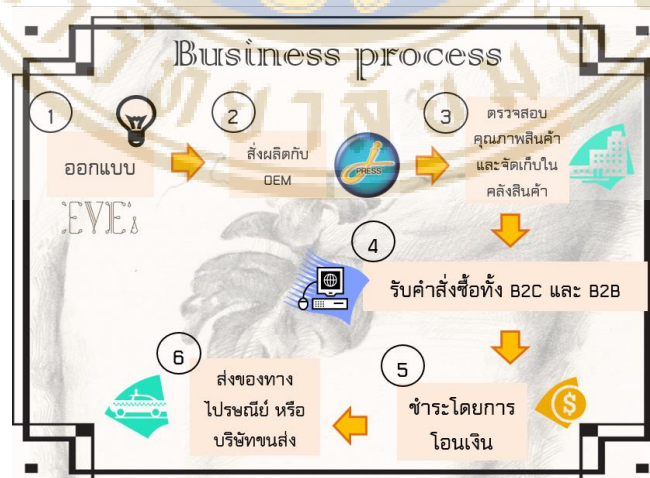 Business process
1
ออกแบบ
2
สั่งผลิตกับ
OEM
PRESS
3
ตรวจสอบ
คุณภาพสินค้า
และจัดเก็บใน
คลังสินค้า
4
รับคำสั่งซื้อทั้ง B2C และ B2B
5
ชำระโดยการ
โอนเงิน
6
ส่งของทาง
ไปรษณีย์ หรือ
บริษัทขนส่ง